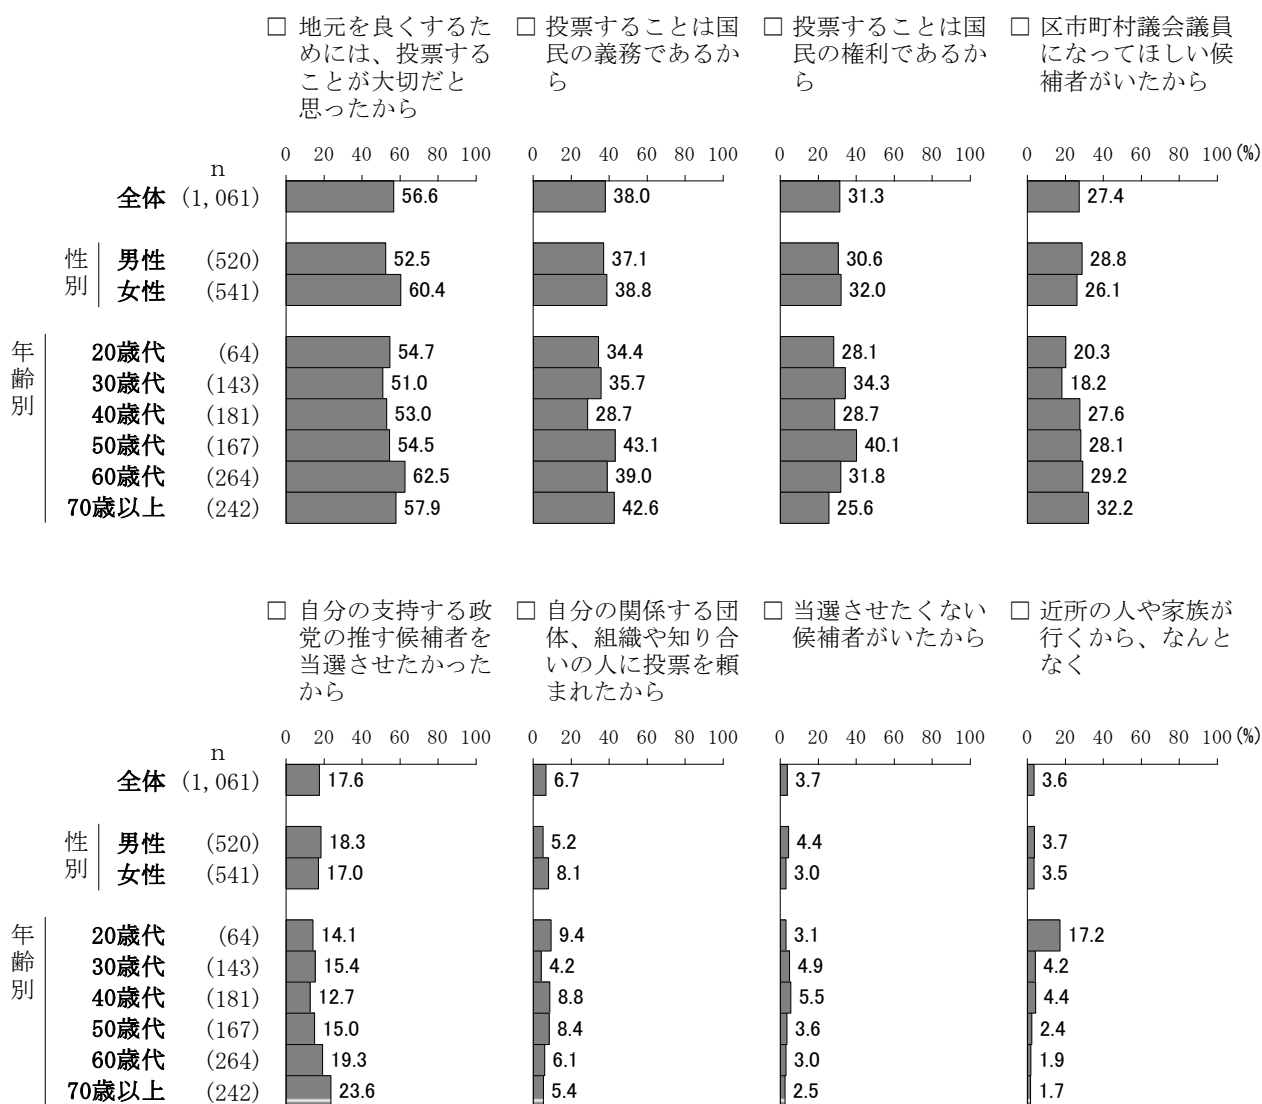 □ 地元を良くするた
めには、投票する
ことが大切だと
思ったから
□ 投票することは国
民の義務であるか
ら
□ 投票することは国
民の権利であるか
ら
□ 区市町村議会議員
になってほしい候
補者がいたから
0 20 40 60 80 100 0 20 40 60 80 100 0 20 40 60 80 100 0 20 40 60 80 100 (%)
n
全体 (1,061) 56.6 38.0 31.3 27.4
性別
男性 (520) 52.5 37.1 30.6 28.8
女性 (541) 60.4 38.8 32.0 26.1
年齢別
20歳代 (64) 54.7 34.4 28.1 20.3
30歳代 (143) 51.0 35.7 34.3 18.2
40歳代 (181) 53.0 28.7 28.7 27.6
50歳代 (167) 54.5 43.1 40.1 28.1
60歳代 (264) 62.5 39.0 31.8 29.2
70歳以上 (242) 57.9 42.6 25.6 32.2
□ 自分の支持する政
党の推す候補者を
当選させたかった
から
□ 自分の関係する団
体、組織や知り合
いの人に投票を頼
まれたから
□ 当選させたくない
候補者がいたから
□ 近所の人や家族が
行くから、なんと
なく
0 20 40 60 80 100 0 20 40 60 80 100 0 20 40 60 80 100 0 20 40 60 80 100 (%)
n
全体 (1,061) 17.6 6.7 3.7 3.6
性別
男性 (520) 18.3 5.2 4.4 3.7
女性 (541) 17.0 8.1 3.0 3.5
年齢別
20歳代 (64) 14.1 9.4 3.1 17.2
30歳代 (143) 15.4 4.2 4.9 4.2
40歳代 (181) 12.7 8.8 5.5 4.4
50歳代 (167) 15.0 8.4 3.6 2.4
60歳代 (264) 19.3 6.1 3.0 1.9
70歳以上 (242) 23.6 5.4 2.5 1.7